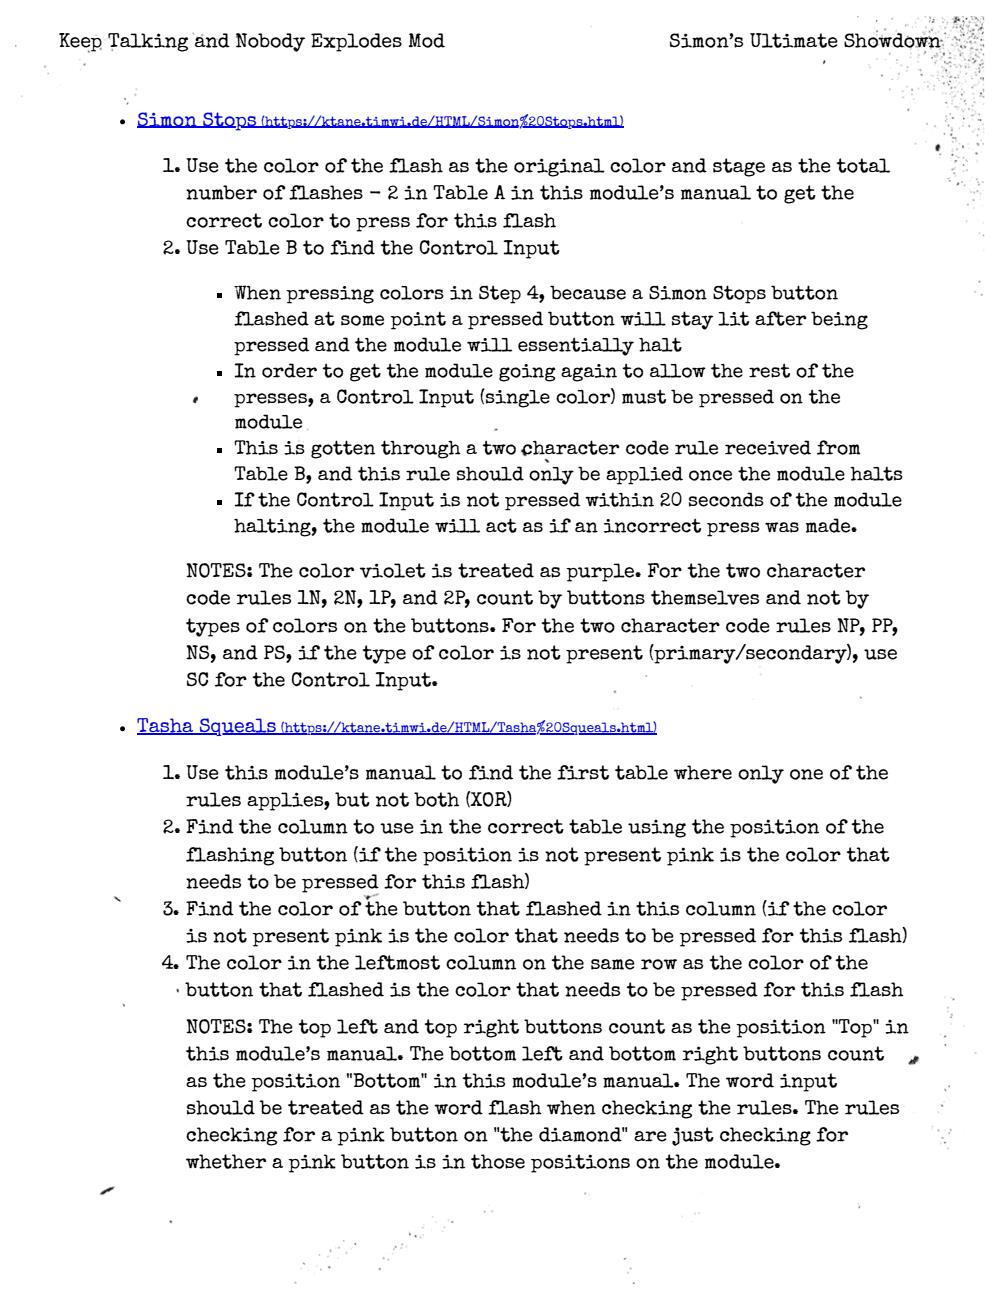 Keep Talking and Nobody Explodes Mod
Simon's Ultimate Showdown
• Simon Stops (https://ktane.timwi.de/HTML/Simon%20Stops.html)
1. Use the color of the flash as the original color and stage as the total
number of flashes – 2 in Table A in this module's manual to get the
correct color to press for this flash
2. Use Table B to find the Control Input
▪ When pressing colors in Step 4, because a Simon Stops button
flashed at some point a pressed button will stay lit after being
pressed and the module will essentially halt
▪ In order to get the module going again to allow the rest of the
presses, a Control Input (single color) must be pressed on the
module
▪ This is gotten through a two character code rule received from
Table B, and this rule should only be applied once the module halts
▪ If the Control Input is not pressed within 20 seconds of the module
halting, the module will act as if an incorrect press was made.
NOTES: The color violet is treated as purple. For the two character
code rules 1N, 2N, 1P, and 2P, count by buttons themselves and not by
types of colors on the buttons. For the two character code rules NP, PP,
NS, and PS, if the type of color is not present (primary/secondary), use
SC for the Control Input.
• Tasha Squeals (https://ktane.timwi.de/HTML/Tasha%20Squeals.html)
1. Use this module's manual to find the first table where only one of the
rules applies, but not both (XOR)
2. Find the column to use in the correct table using the position of the
flashing button (if the position is not present pink is the color that
needs to be pressed for this flash)
3. Find the color of the button that flashed in this column (if the color
is not present pink is the color that needs to be pressed for this flash)
4. The color in the leftmost column on the same row as the color of the
button that flashed is the color that needs to be pressed for this flash
NOTES: The top left and top right buttons count as the position "Top" in
this module's manual. The bottom left and bottom right buttons count
as the position "Bottom" in this module's manual. The word input
should be treated as the word flash when checking the rules. The rules
checking for a pink button on "the diamond" are just checking for
whether a pink button is in those positions on the module.